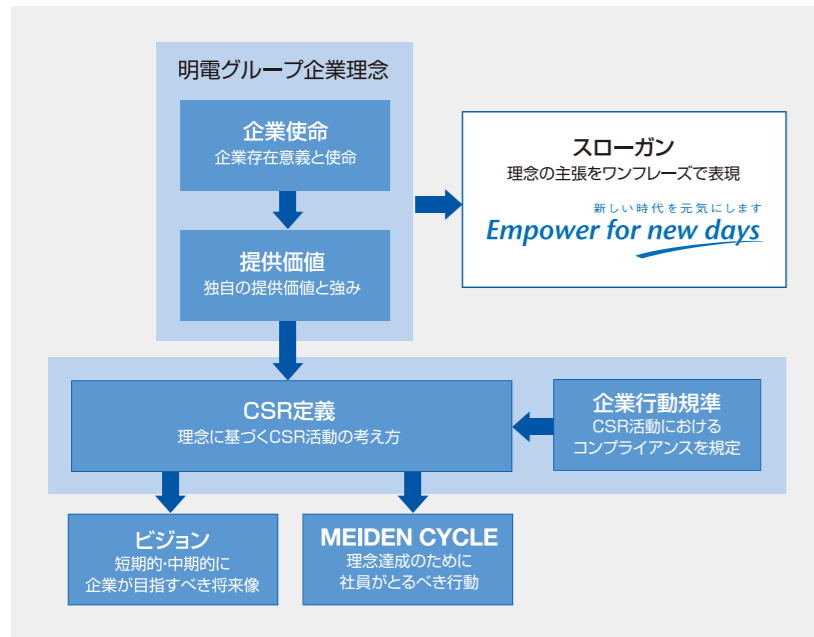 明電グループ企業理念
企業使命
企業存在意義と使命
提供価値
独自の提供価値と強み
スローガン
理念の主張をワンフレーズで表現
新しい時代を元気にします
Empower for new days
CSR定義
理念に基づくCSR活動の考え方
企業行動規準
CSR活動における
コンプライアンスを規定
ビジョン
短期的・中期的に
企業が目指すべき将来像
MEIDEN CYCLE
理念達成のために
社員がとるべき行動